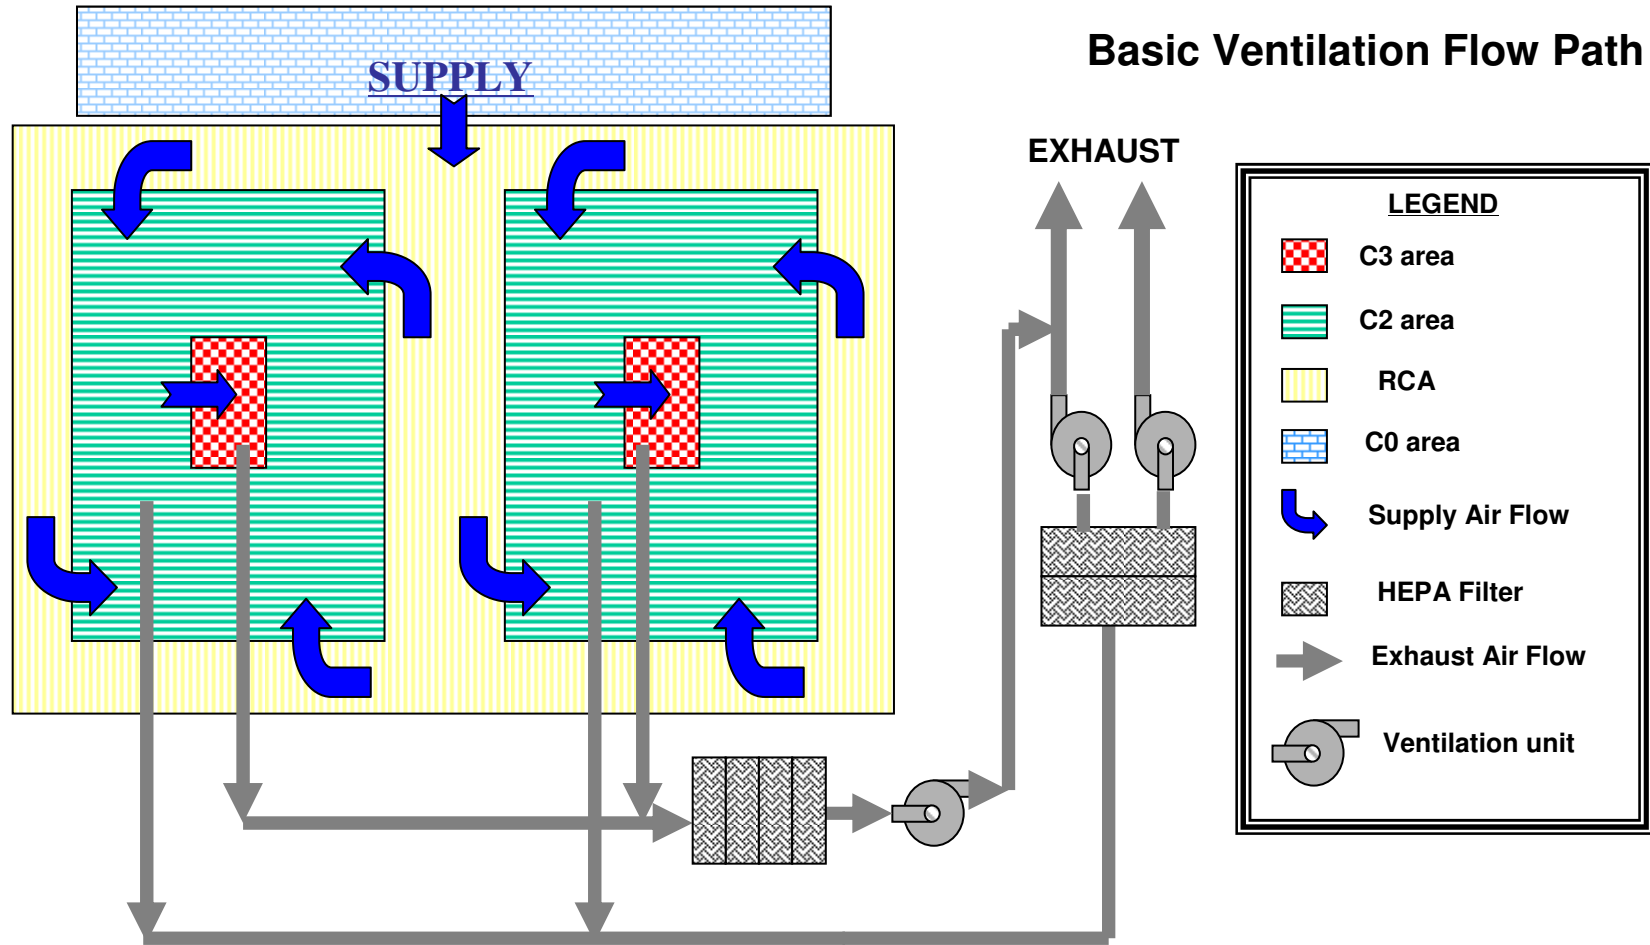 Basic Ventilation Flow Path
SUPPLY
EXHAUST
LEGEND
C3 area
C2 area
RCA
C0 area
Supply Air Flow
HEPA Filter
Exhaust Air Flow
Ventilation unit